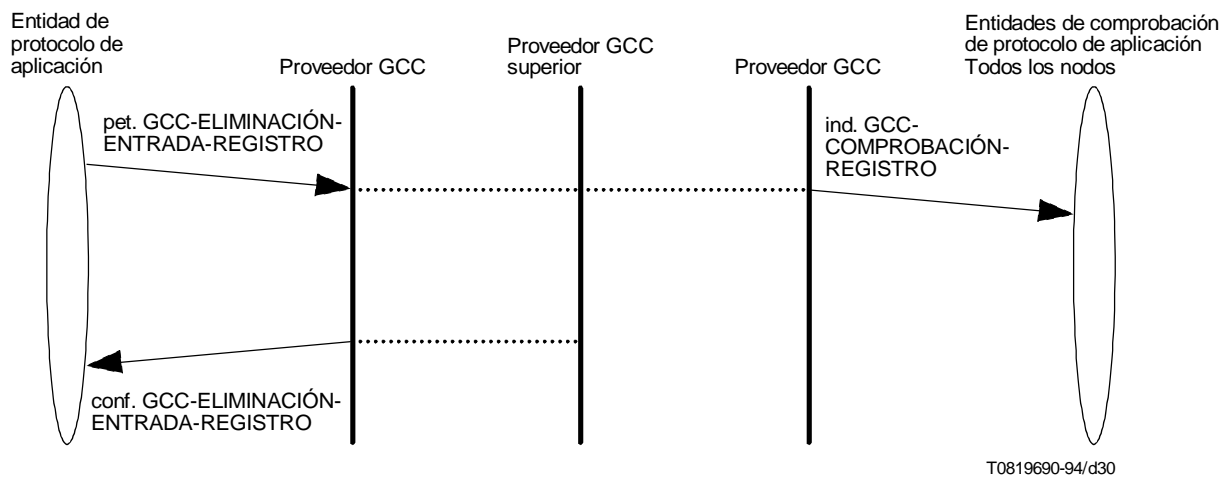 Entidad de
protocolo de
aplicación
Proveedor GCC
Proveedor GCC
superior
Proveedor GCC
Entidades de comprobación
de protocolo de aplicación
Todos los nodos
pet. GCC-ELIMINACIÓN-
ENTRADA-REGISTRO
ind. GCC-
COMPROBACIÓN-
REGISTRO
conf. GCC-ELIMINACIÓN-
ENTRADA-REGISTRO
T0819690-94/d30